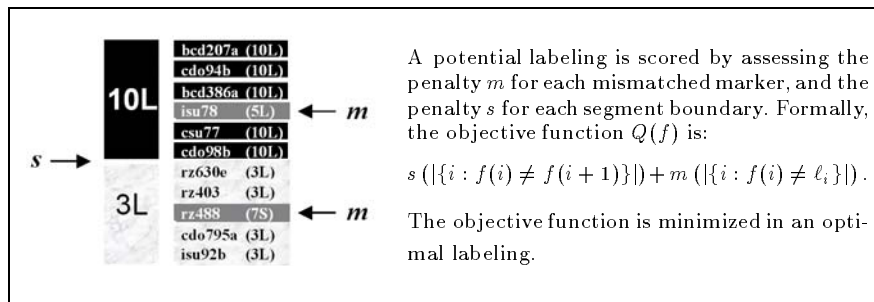 bcd207a (10L)
cdo94b (10L)
bcd386a (10L)
isu78 (5L)
csu77 (10L)
cdo98b (10L)
rz630e (3L)
rz403 (3L)
rz488 (7S)
cdo795a (3L)
isu92b (3L)
10L
3L
s
m
m
A potential labeling is scored by assessing the
penalty m for each mismatched marker, and the
penalty s for each segment boundary. Formally,
the objective function Q(f) is:
s (|{i : f(i) ≠ f(i + 1)}|) + m (|{i : f(i) ≠ ℓᵢ}|) .
The objective function is minimized in an opti-
mal labeling.